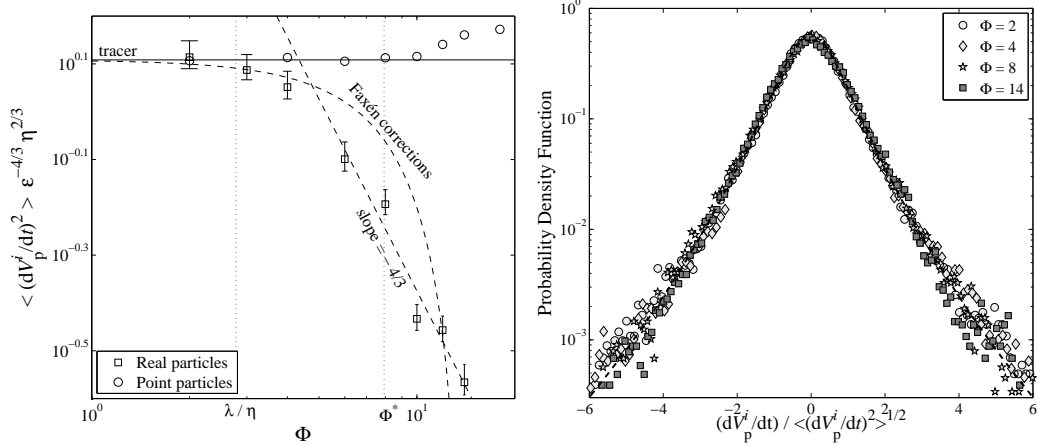 < (dV_p^i/dt)^2 > ε^{-4/3} η^{2/3}
10^{0.1}
10^{-0.1}
10^{-0.3}
10^{-0.5}
tracer
Faxén corrections
slope = − 4/3
Real particles
Point particles
10^0
λ / η
Φ^*
10^1
Φ
Probability Density Function
10^0
10^{-1}
10^{-2}
10^{-3}
Φ = 2
Φ = 4
Φ = 8
Φ = 14
−6 −4 −2 0 2 4 6
(dV_p^i/dt) / <(dV_p^i/dt)^2>^{1/2}